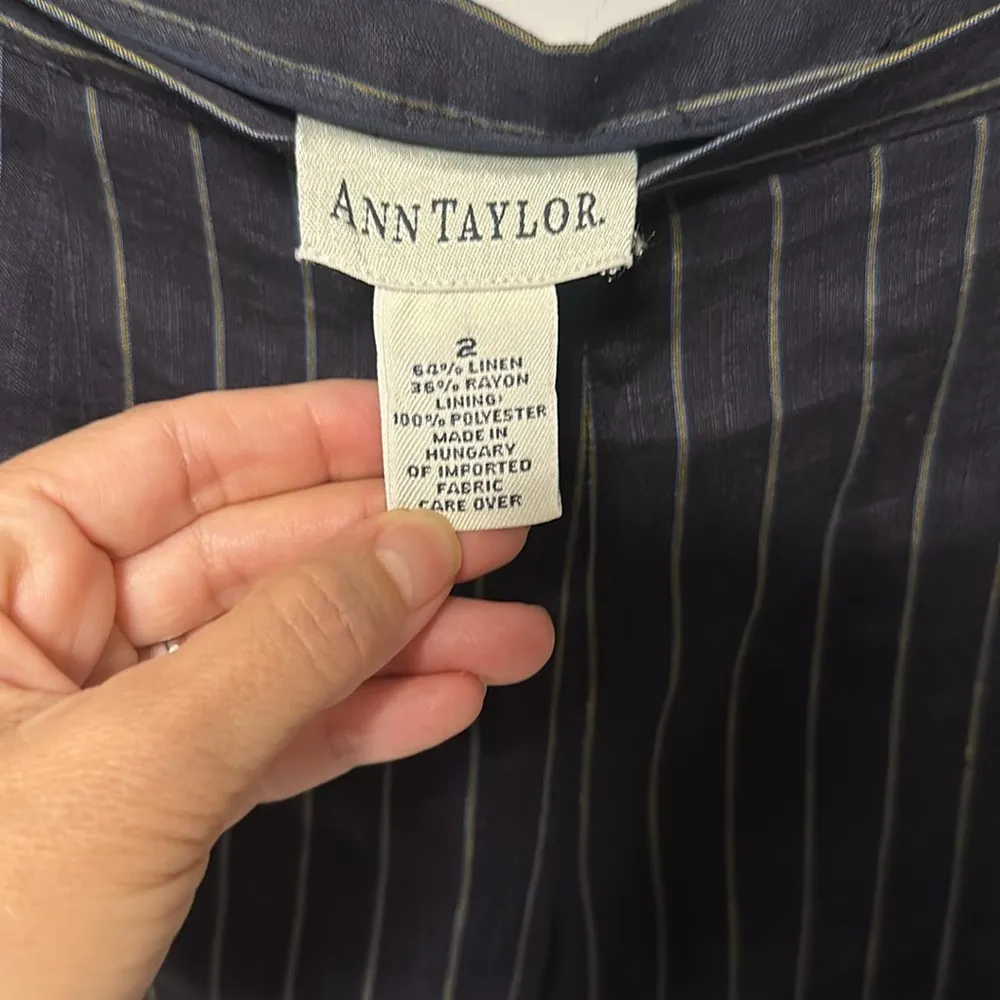 ANN TAYLOR.
2
64% LINEN
36% RAYON
LINING:
100% POLYESTER
MADE IN
HUNGARY
OF IMPORTED
FABRIC
CARE OVER